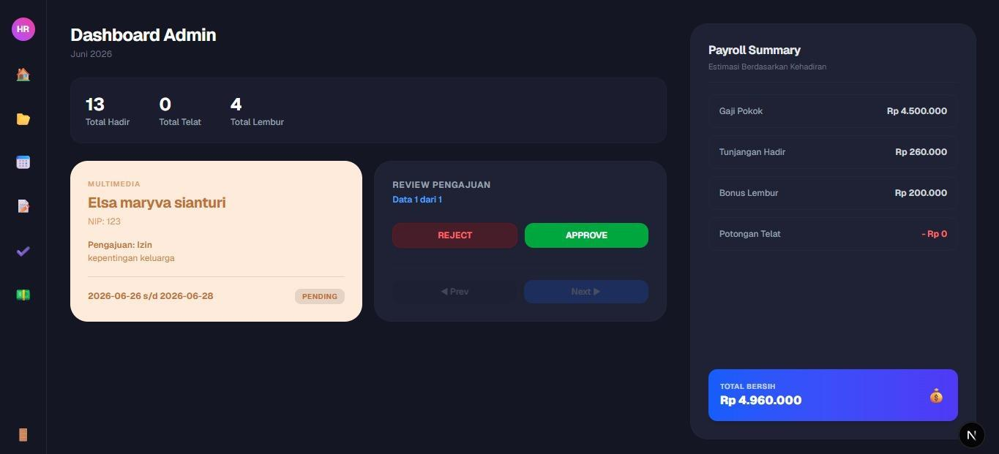 HR
Dashboard Admin
Juni 2026
13
Total Hadir
0
Total Telat
4
Total Lembur
MULTIMEDIA
Elsa maryva sianturi
NIP: 123
Pengajuan: Izin
kepentingan keluarga
2026-06-26 s/d 2026-06-28
PENDING
REVIEW PENGAJUAN
Data 1 dari 1
REJECT
APPROVE
◀ Prev
Next ▶
Payroll Summary
Estimasi Berdasarkan Kehadiran
Gaji Pokok
Rp 4.500.000
Tunjangan Hadir
Rp 260.000
Bonus Lembur
Rp 200.000
Potongan Telat
- Rp 0
TOTAL BERSIH
Rp 4.960.000
N